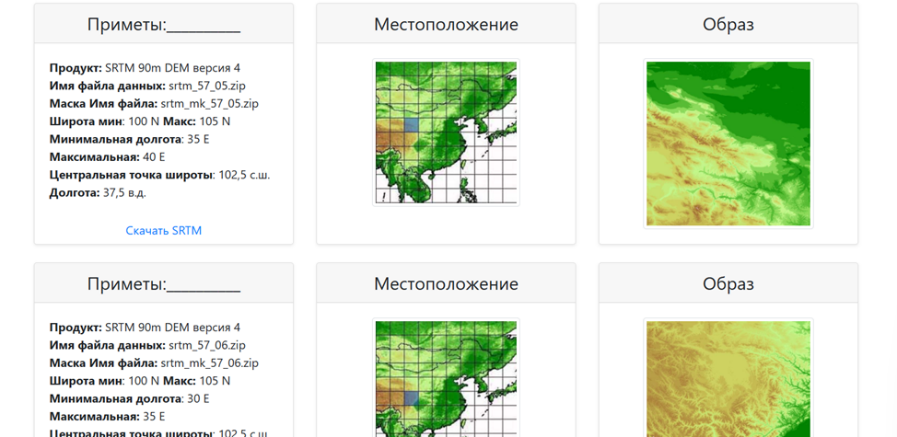 Приметы:__________
Местоположение
Образ
Продукт: SRTM 90m DEM версия 4
Имя файла данных: srtm_57_05.zip
Маска Имя файла: srtm_mk_57_05.zip
Широта мин: 100 N Макс: 105 N
Минимальная долгота: 35 E
Максимальная: 40 E
Центральная точка широты: 102,5 с.ш.
Долгота: 37,5 в.д.
Скачать SRTM
Приметы:__________
Местоположение
Образ
Продукт: SRTM 90m DEM версия 4
Имя файла данных: srtm_57_06.zip
Маска Имя файла: srtm_mk_57_06.zip
Широта мин: 100 N Макс: 105 N
Минимальная долгота: 30 E
Максимальная: 35 E
Центральная точка широты: 102,5 с.ш.